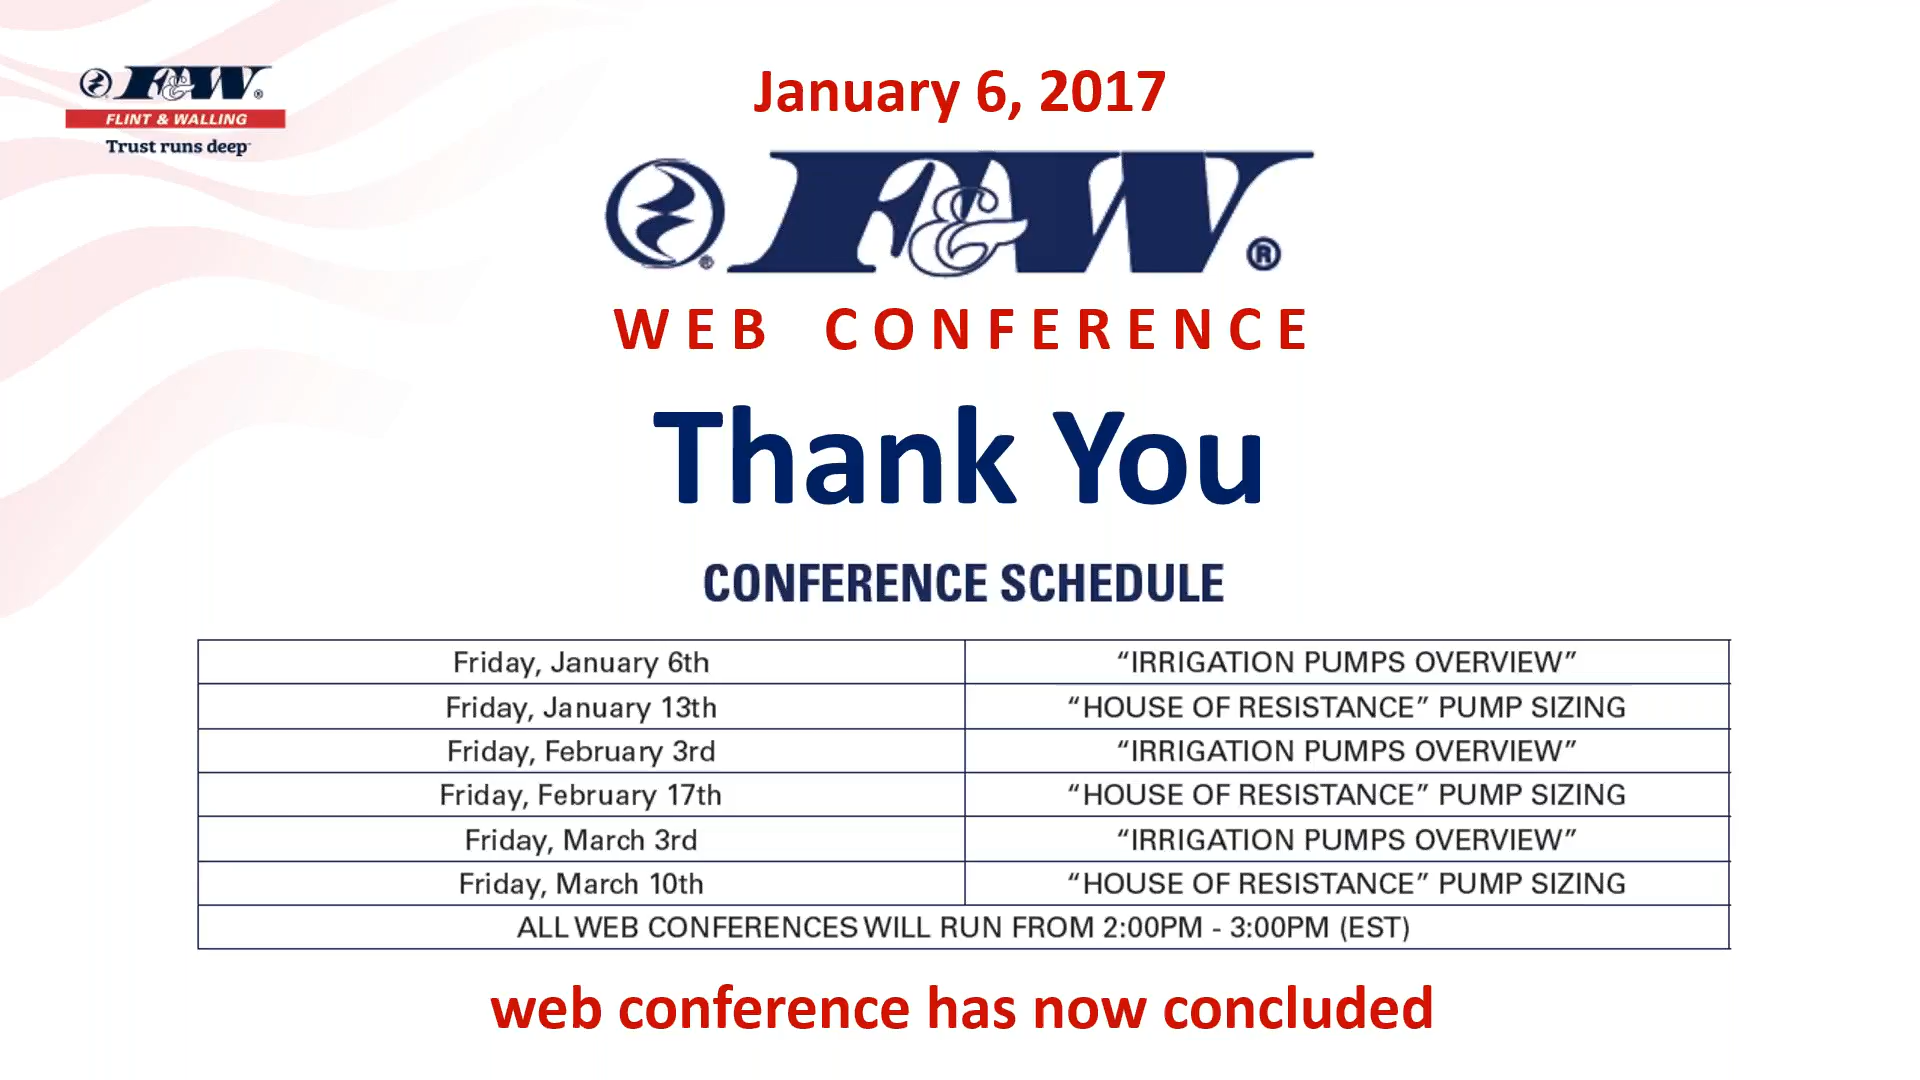 F&W®
FLINT & WALLING
Trust runs deep
January 6, 2017
F&W®
WEB CONFERENCE
Thank You
CONFERENCE SCHEDULE
Friday, January 6th “IRRIGATION PUMPS OVERVIEW”
Friday, January 13th “HOUSE OF RESISTANCE” PUMP SIZING
Friday, February 3rd “IRRIGATION PUMPS OVERVIEW”
Friday, February 17th “HOUSE OF RESISTANCE” PUMP SIZING
Friday, March 3rd “IRRIGATION PUMPS OVERVIEW”
Friday, March 10th “HOUSE OF RESISTANCE” PUMP SIZING
ALL WEB CONFERENCES WILL RUN FROM 2:00PM - 3:00PM (EST)
web conference has now concluded